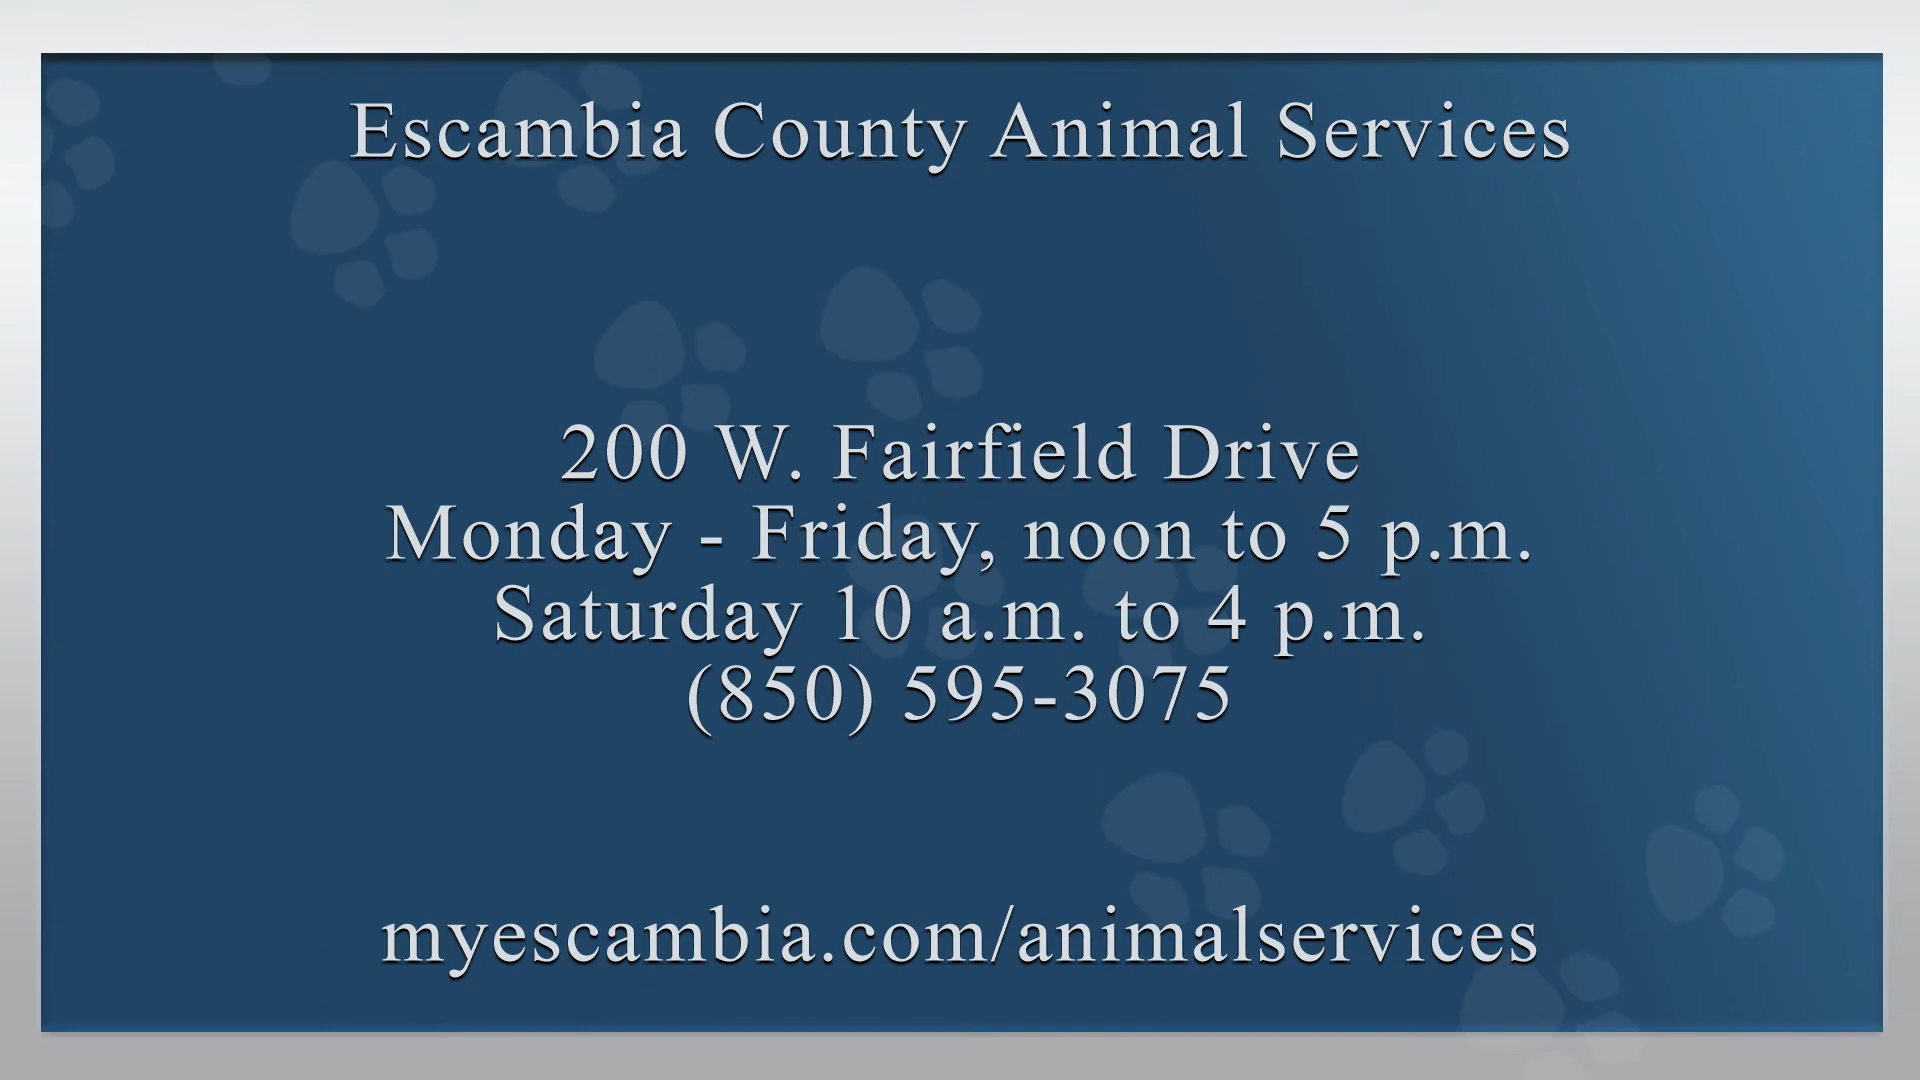 Escambia County Animal Services
200 W. Fairfield Drive
Monday - Friday, noon to 5 p.m.
Saturday 10 a.m. to 4 p.m.
(850) 595-3075
myescambia.com/animalservices